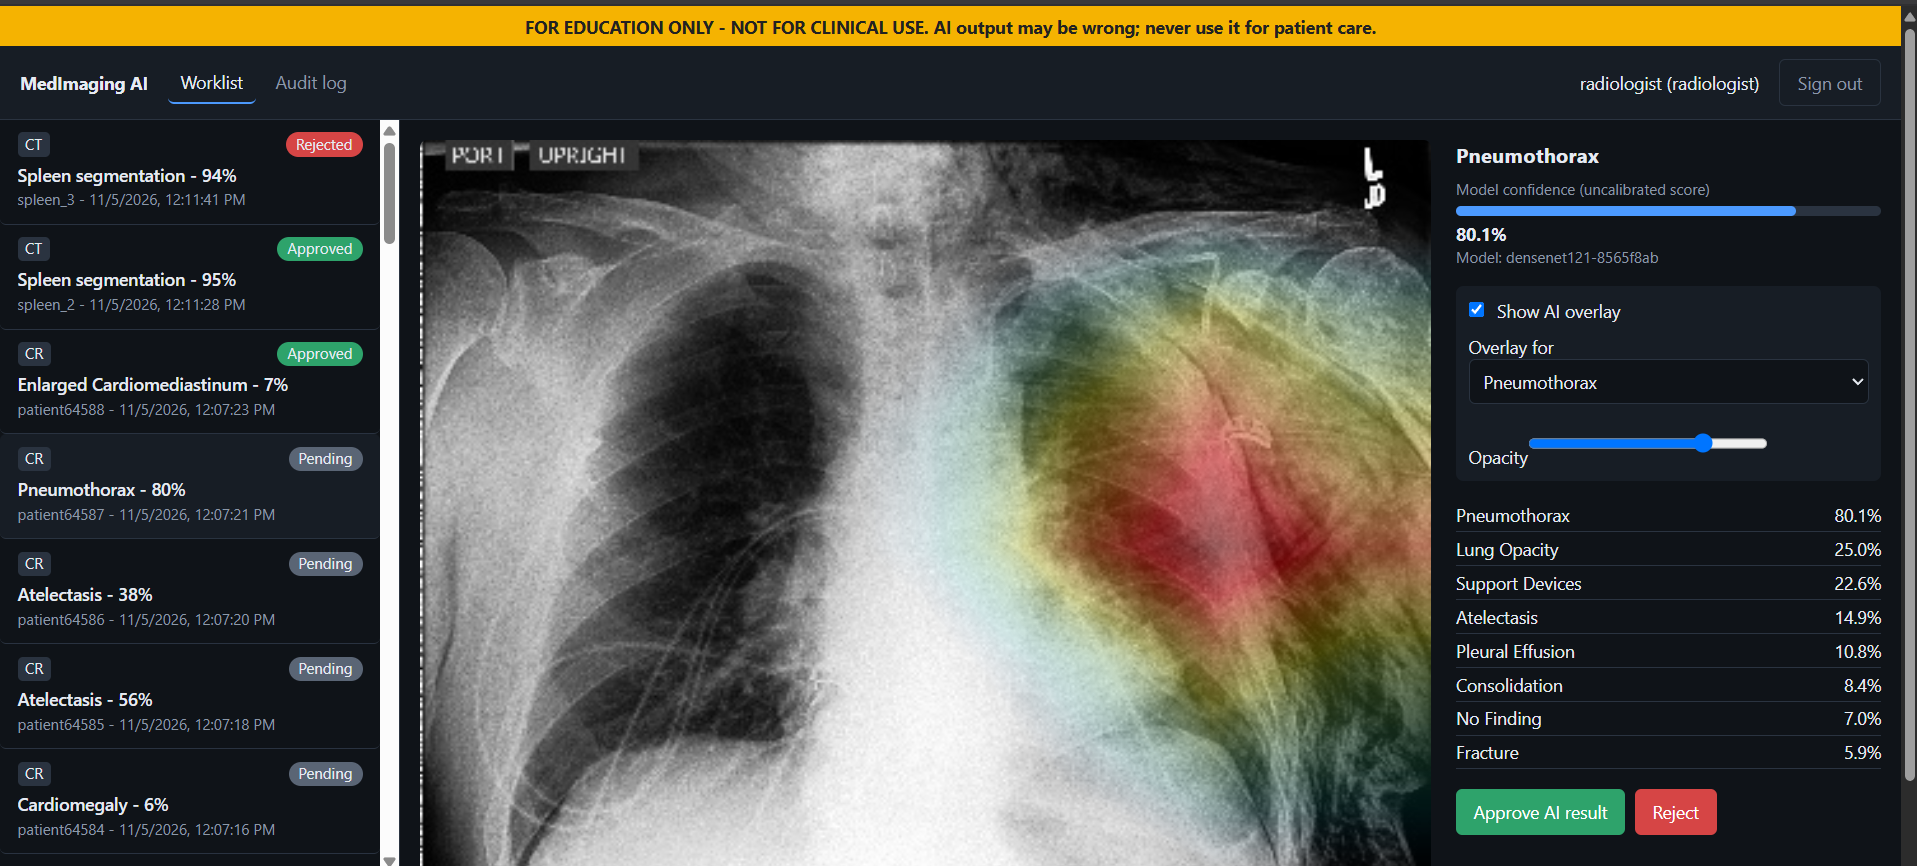 FOR EDUCATION ONLY - NOT FOR CLINICAL USE. AI output may be wrong; never use it for patient care.
MedImaging AI
Worklist
Audit log
radiologist (radiologist)
Sign out
CT
Rejected
Spleen segmentation - 94%
spleen_3 - 11/5/2026, 12:11:41 PM
CT
Approved
Spleen segmentation - 95%
spleen_2 - 11/5/2026, 12:11:28 PM
CR
Approved
Enlarged Cardiomediastinum - 7%
patient64588 - 11/5/2026, 12:07:23 PM
CR
Pending
Pneumothorax - 80%
patient64587 - 11/5/2026, 12:07:21 PM
CR
Pending
Atelectasis - 38%
patient64586 - 11/5/2026, 12:07:20 PM
CR
Pending
Atelectasis - 56%
patient64585 - 11/5/2026, 12:07:18 PM
CR
Pending
Cardiomegaly - 6%
patient64584 - 11/5/2026, 12:07:16 PM
PORT UPRIGHT
L
JD
Pneumothorax
Model confidence (uncalibrated score)
80.1%
Model: densenet121-8565f8ab
Show AI overlay
Overlay for
Pneumothorax
Opacity
Pneumothorax 80.1%
Lung Opacity 25.0%
Support Devices 22.6%
Atelectasis 14.9%
Pleural Effusion 10.8%
Consolidation 8.4%
No Finding 7.0%
Fracture 5.9%
Approve AI result
Reject